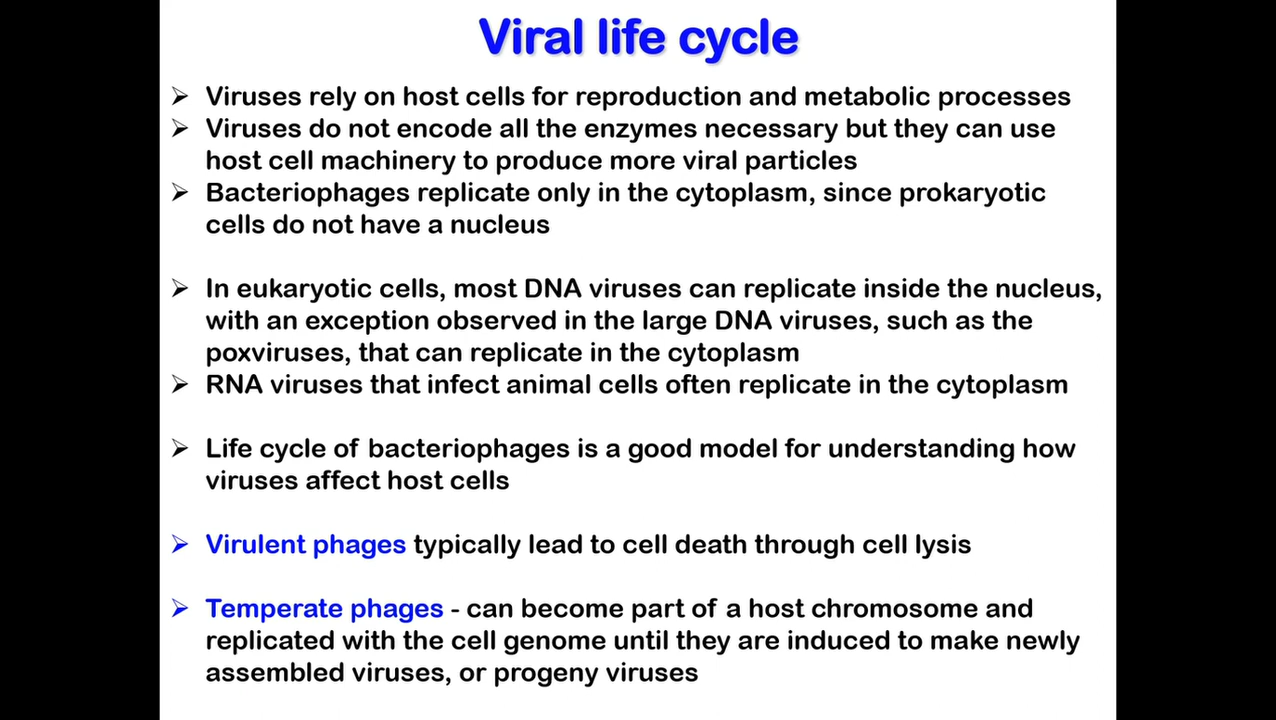 Viral life cycle
➢ Viruses rely on host cells for reproduction and metabolic processes
➢ Viruses do not encode all the enzymes necessary but they can use
host cell machinery to produce more viral particles
➢ Bacteriophages replicate only in the cytoplasm, since prokaryotic
cells do not have a nucleus
➢ In eukaryotic cells, most DNA viruses can replicate inside the nucleus,
with an exception observed in the large DNA viruses, such as the
poxviruses, that can replicate in the cytoplasm
➢ RNA viruses that infect animal cells often replicate in the cytoplasm
➢ Life cycle of bacteriophages is a good model for understanding how
viruses affect host cells
➢ Virulent phages typically lead to cell death through cell lysis
➢ Temperate phages - can become part of a host chromosome and
replicated with the cell genome until they are induced to make newly
assembled viruses, or progeny viruses